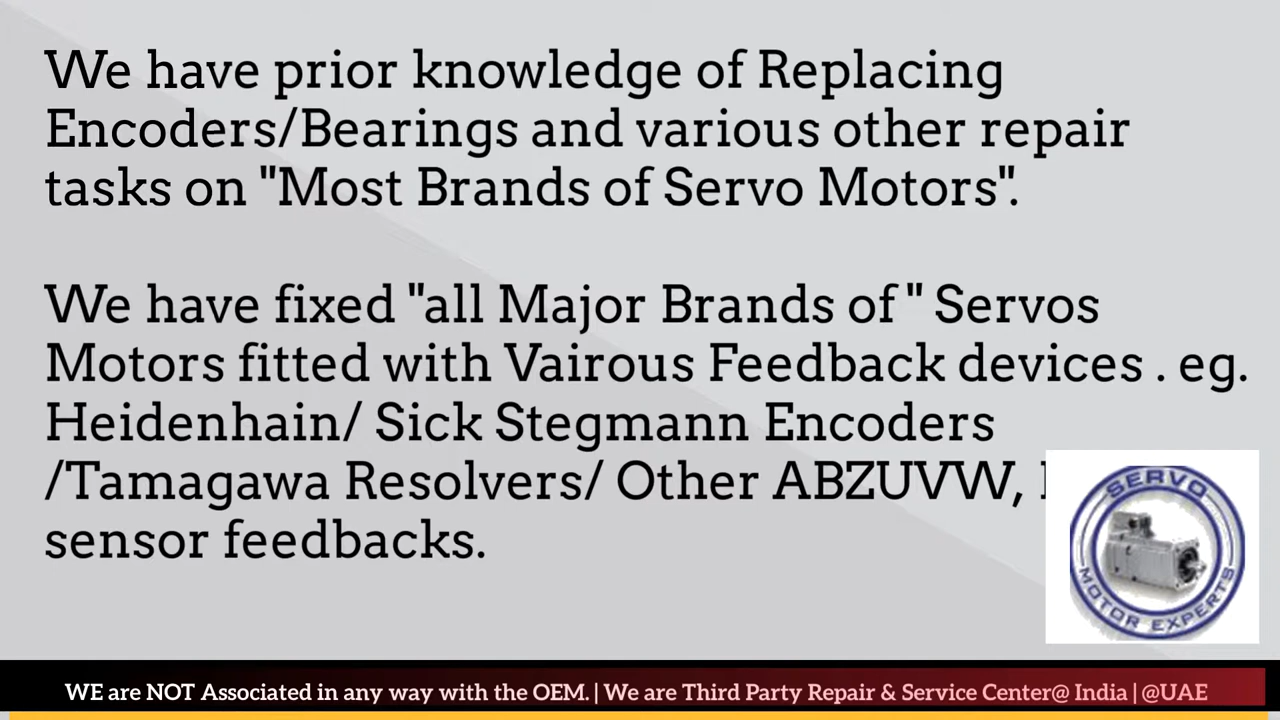 We have prior knowledge of Replacing
Encoders/Bearings and various other repair
tasks on "Most Brands of Servo Motors".
We have fixed "all Major Brands of " Servos
Motors fitted with Vairous Feedback devices . eg.
Heidenhain/ Sick Stegmann Encoders
/Tamagawa Resolvers/ Other ABZUVW,
sensor feedbacks.
SERVO
MOTOR EXPERTS
WE are NOT Associated in any way with the OEM. | We are Third Party Repair & Service Center@ India | @UAE